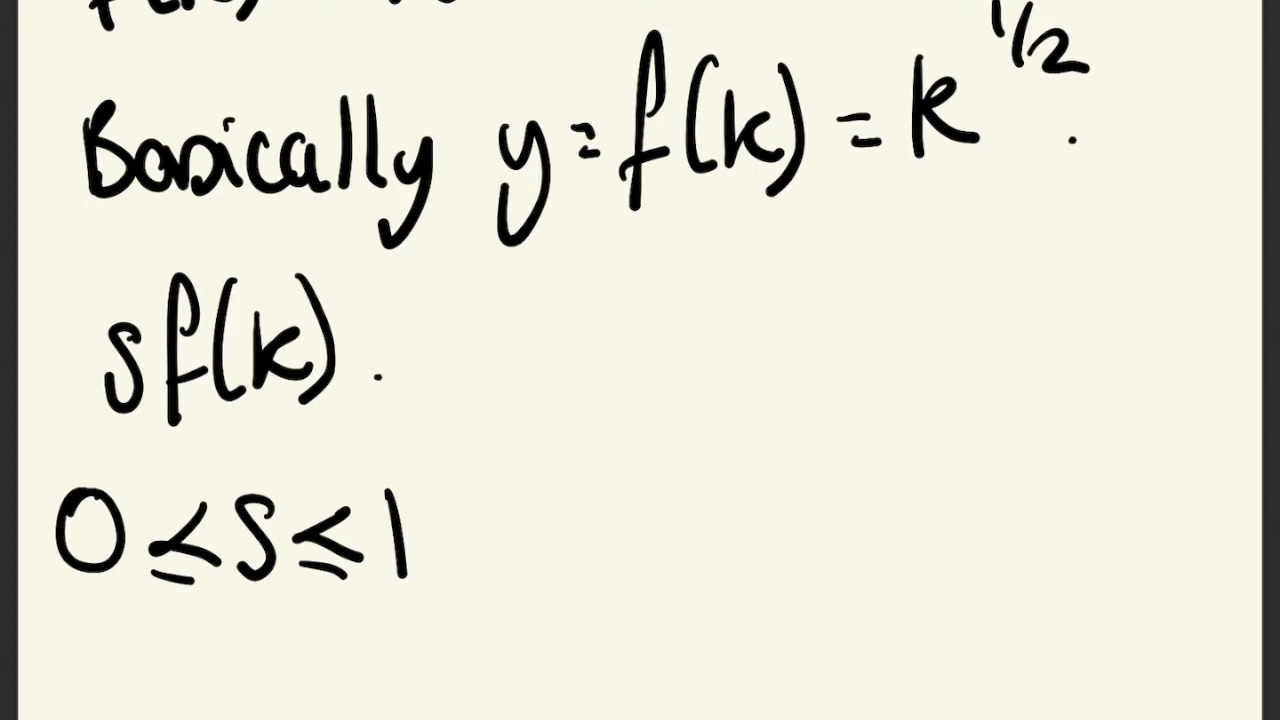 Basically y = f(k) = k^1/2.
sf(k).
0 ≤ s ≤ 1